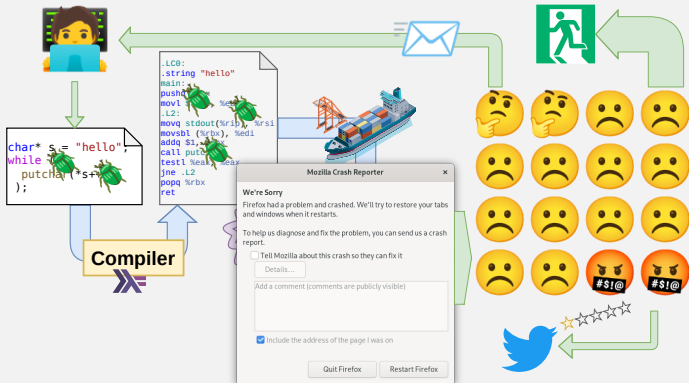 .LC0:
.string "hello"
main:
movl
.L2:
movq stdout(%rip), %rsi
movsbl (%rbx), %edi
addq $1,
call
testl %eax, %eax
jne .L2
popq %rbx
ret
char* s = "hello"
while
);
Compiler
Mozilla Crash Reporter ×
We're Sorry
Firefox had a problem and crashed. We'll try to restore your tabs
and windows when it restarts.
To help us diagnose and fix the problem, you can send us a crash
report.
Tell Mozilla about this crash so they can fix it
Details...
Add a comment (comments are publicly visible)
Include the address of the page I was on
Quit Firefox Restart Firefox
#$!@ #$!@